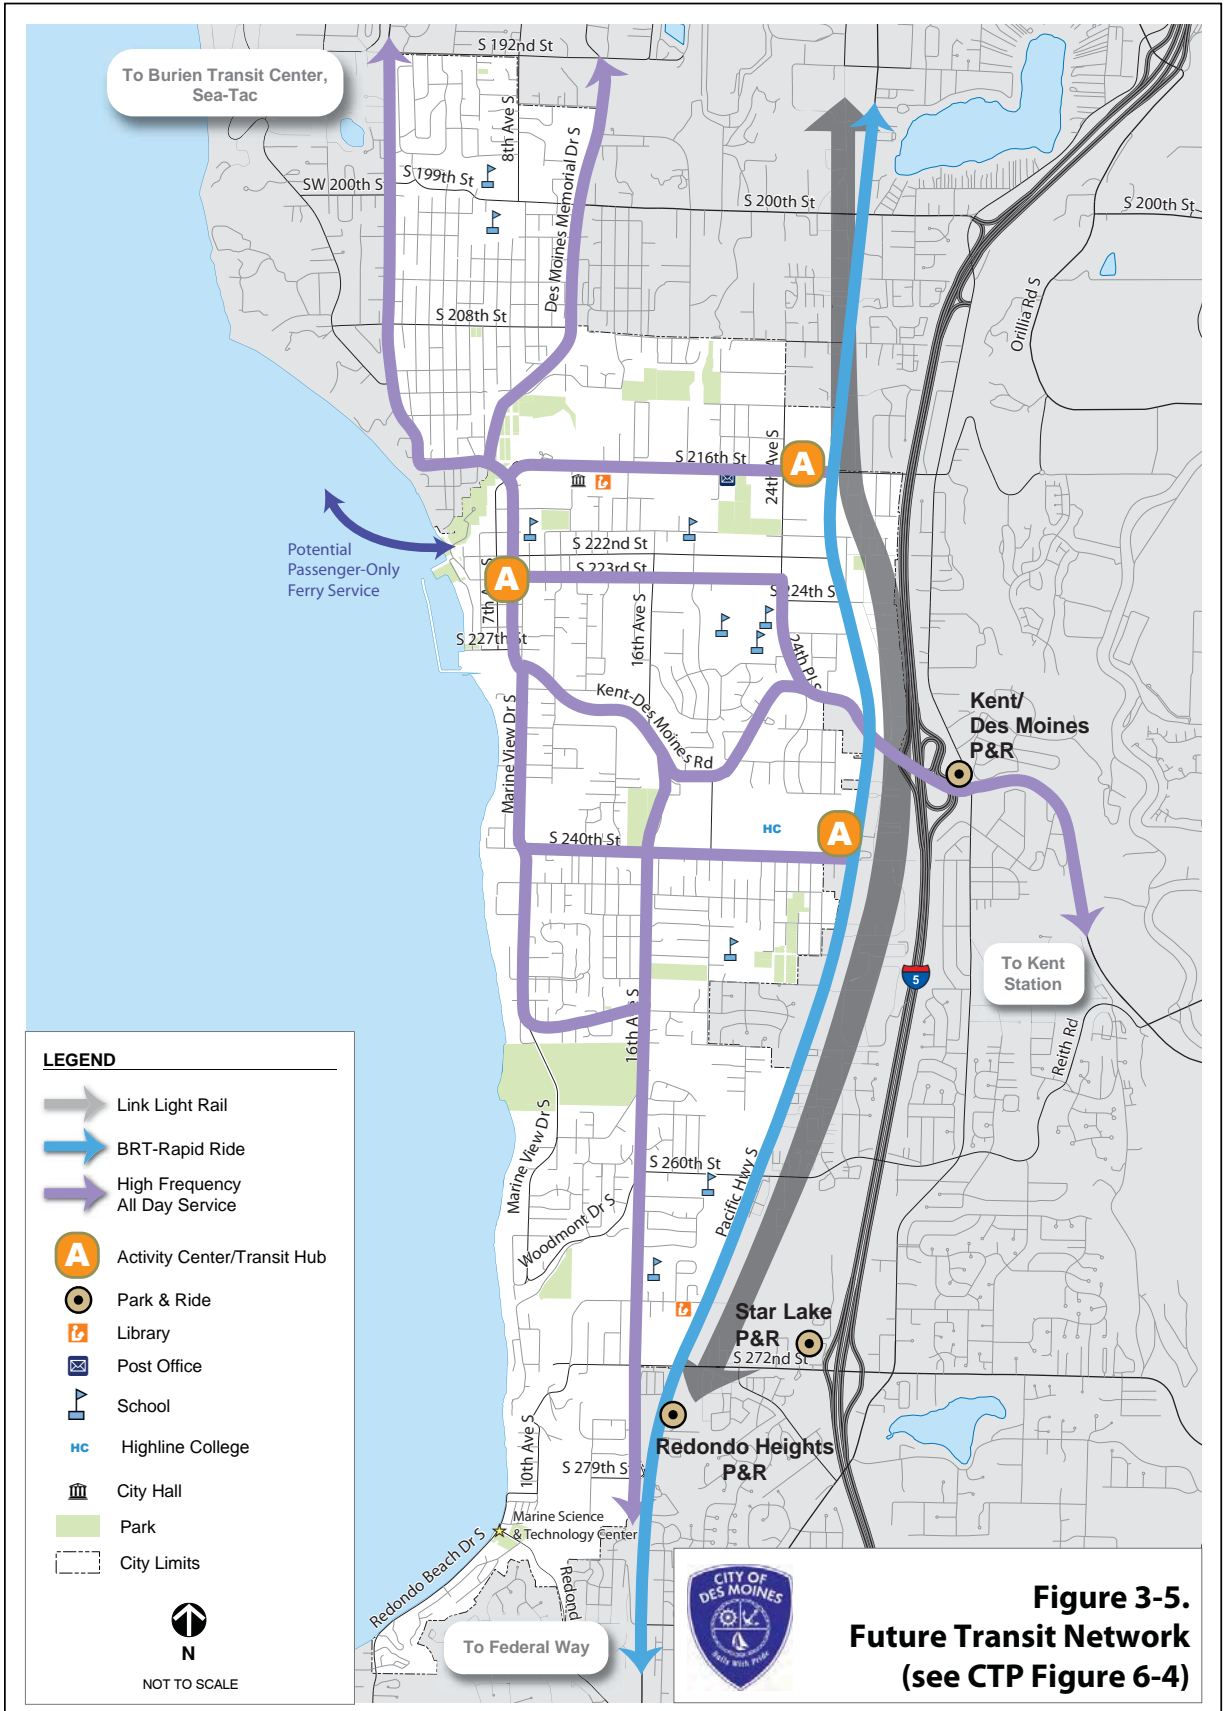 S 192nd St
To Burien Transit Center,
Sea-Tac
8th Ave S
Des Moines Memorial Dr S
S 199th St
SW 200th S
S 200th St
S 200th St
Orillia Rd S
S 208th St
24th Ave S
S 216th St
A
Potential
Passenger-Only
Ferry Service
S 222nd St
S 223rd St
A
S 224th S
7th A S
S 227th St
16th Ave S
24th Pl S
Kent-Des Moines Rd
Marine View Dr S
Kent/
Des Moines
P&R
HC
A
S 240th St
To Kent
Station
5
16th A S
Reith Rd
Marine View Dr S
S 260th St
Pacific Hwy S
Woodmont Dr S
Star Lake
P&R
S 272nd St
10th Ave S
Redondo Heights
P&R
S 279th St
Marine Science
& Technology Center
Redondo Beach Dr S
Redond
To Federal Way
LEGEND
Link Light Rail
BRT-Rapid Ride
High Frequency
All Day Service
A Activity Center/Transit Hub
Park & Ride
Library
Post Office
School
HC Highline College
City Hall
Park
City Limits
N
NOT TO SCALE
CITY OF
DES MOINES
Sails With Pride
Figure 3-5.
Future Transit Network
(see CTP Figure 6-4)